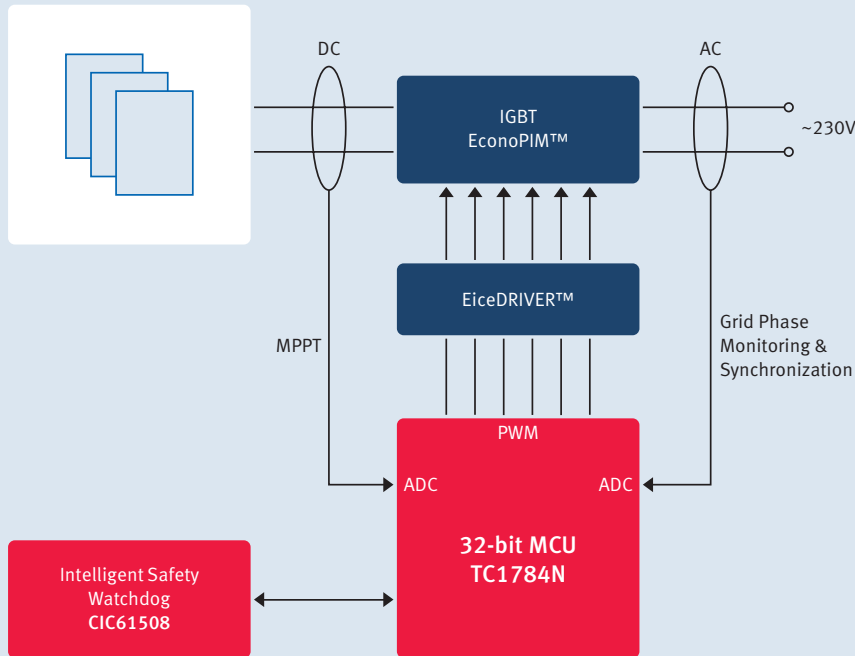 DC
AC
IGBT
EconoPIM™
~230V
EiceDRIVER™
MPPT
Grid Phase
Monitoring &
Synchronization
PWM
ADC
ADC
32-bit MCU
TC1784N
Intelligent Safety
Watchdog
CIC61508